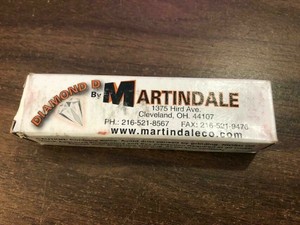 DIAMOND D
By MARTINDALE
1375 Hird Ave.
Cleveland, OH. 44107
PH.: 216-521-8567 FAX: 216-521-9476
www.martindaleco.com